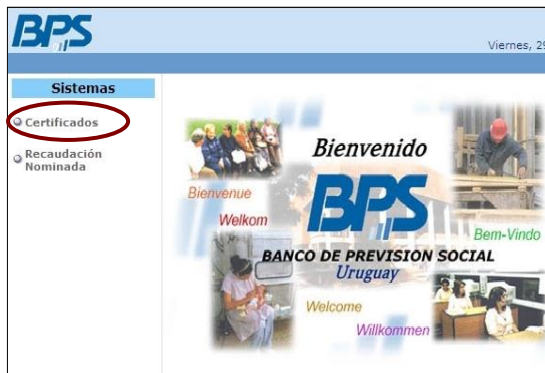 BPS
Viernes, 29
Sistemas
Certificados
Recaudación
Nominada
Bienvenido
Bienvenue
Welkom
BPS
Bem-Vindo
BANCO DE PREVISION SOCIAL
Uruguay
Welcome
Willkommen